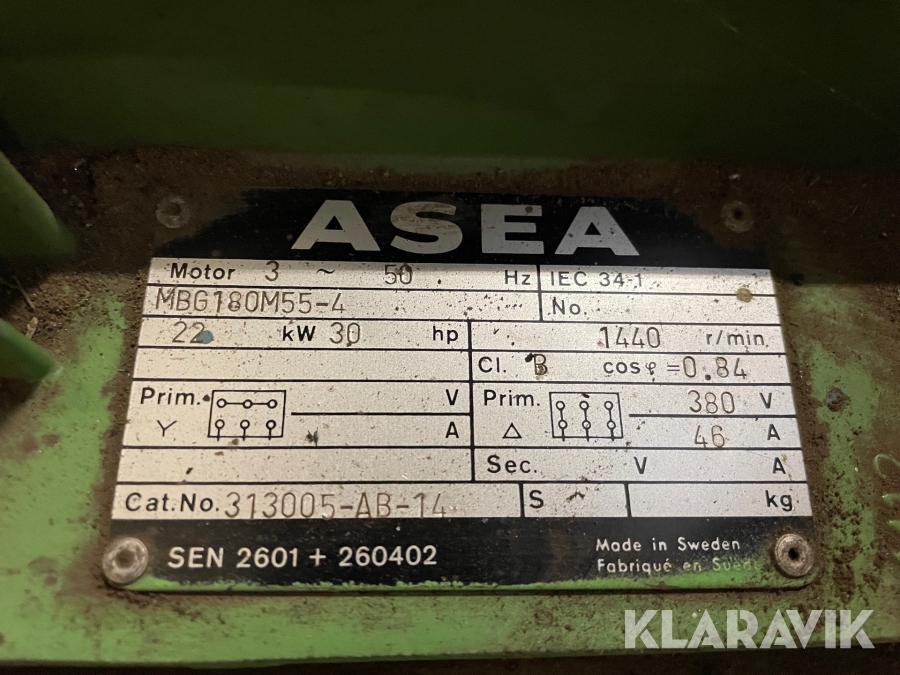 ASEA
Motor 3 ~ 50 Hz IEC 34-1
MBG180M55-4 No.
22 kW 30 hp 1440 r/min.
Cl. B cosφ =0.84
Prim. V Prim. 380 V
Y A △ 46 A
Sec. V A
Cat.No. 313005-AB-14 S kg
SEN 2601 + 260402 Made in Sweden
Fabriqué en Suède
KLARAVIK